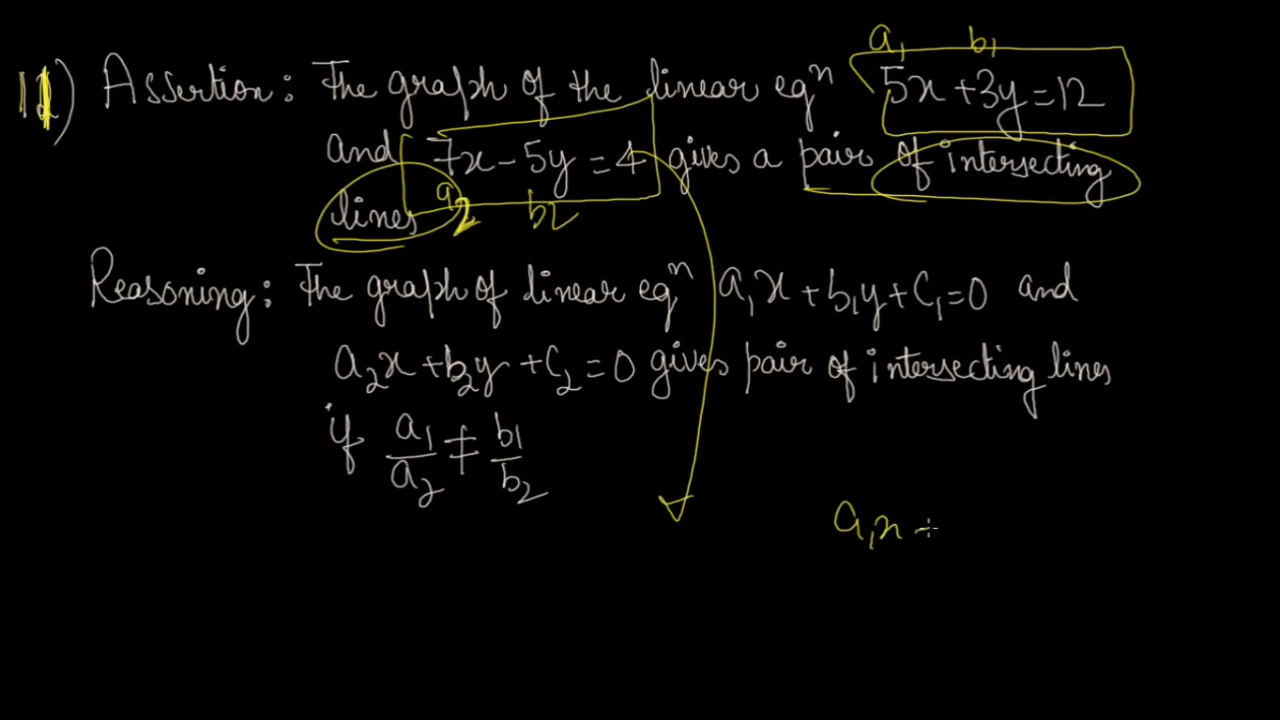 a₁ b₁
11) Assertion: The graph of the linear eqⁿ 5x + 3y = 12
and 7x - 5y = 4 gives a pair of intersecting
lines a₂ b2
Reasoning: The graph of linear eqⁿ a₁x + b₁y + C₁ = 0 and
a₂x + b₂y + C₂ = 0 gives pair of intersecting lines
if a₁/a₂ ≠ b₁/b₂
a₁x -